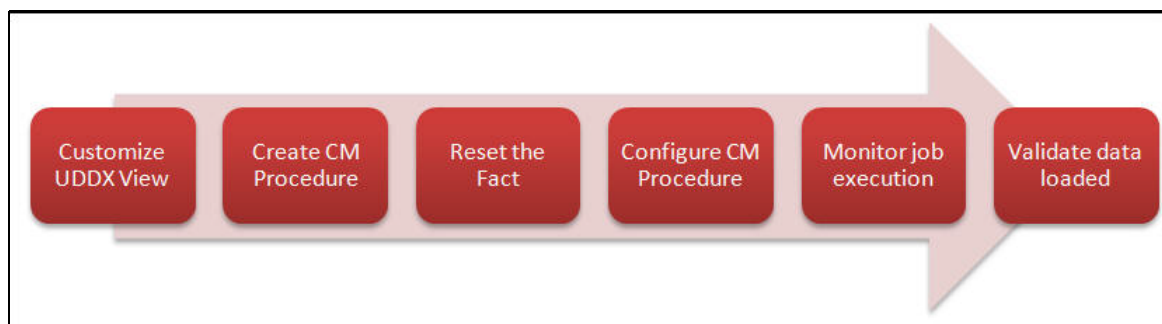 Customize
UDDX View
Create CM
Procedure
Reset the
Fact
Configure CM
Procedure
Monitor job
execution
Validate data
loaded